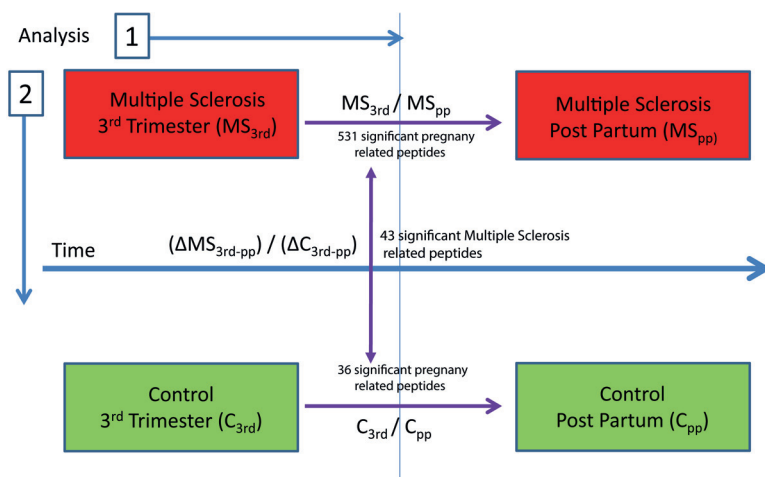 Analysis
1
2
Multiple Sclerosis
3rd Trimester (MS3rd)
MS3rd / MSpp
531 significant pregnany
related peptides
Multiple Sclerosis
Post Partum (MSpp)
Time
(ΔMS3rd-pp) / (ΔC3rd-pp)
43 significant Multiple Sclerosis
related peptides
36 significant pregnany
related peptides
Control
3rd Trimester (C3rd)
C3rd / Cpp
Control
Post Partum (Cpp)